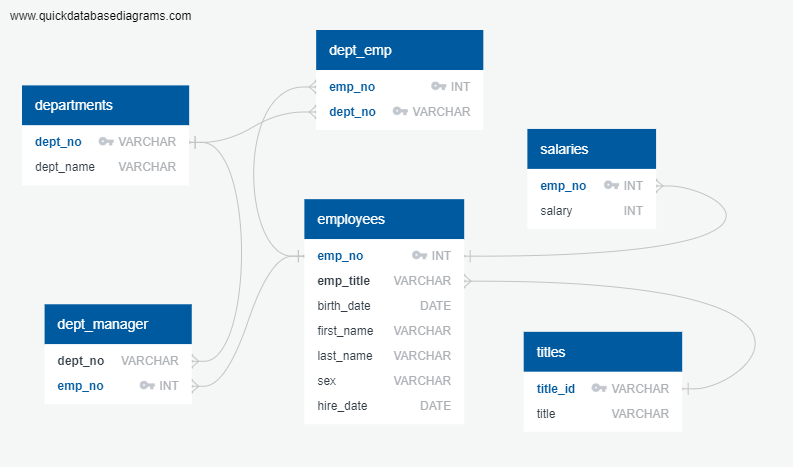 www.quickdatabasediagrams.com
dept_emp
emp_no INT
dept_no VARCHAR
departments
dept_no VARCHAR
dept_name VARCHAR
salaries
emp_no INT
salary INT
employees
emp_no INT
emp_title VARCHAR
birth_date DATE
first_name VARCHAR
last_name VARCHAR
sex VARCHAR
hire_date DATE
dept_manager
dept_no VARCHAR
emp_no INT
titles
title_id VARCHAR
title VARCHAR